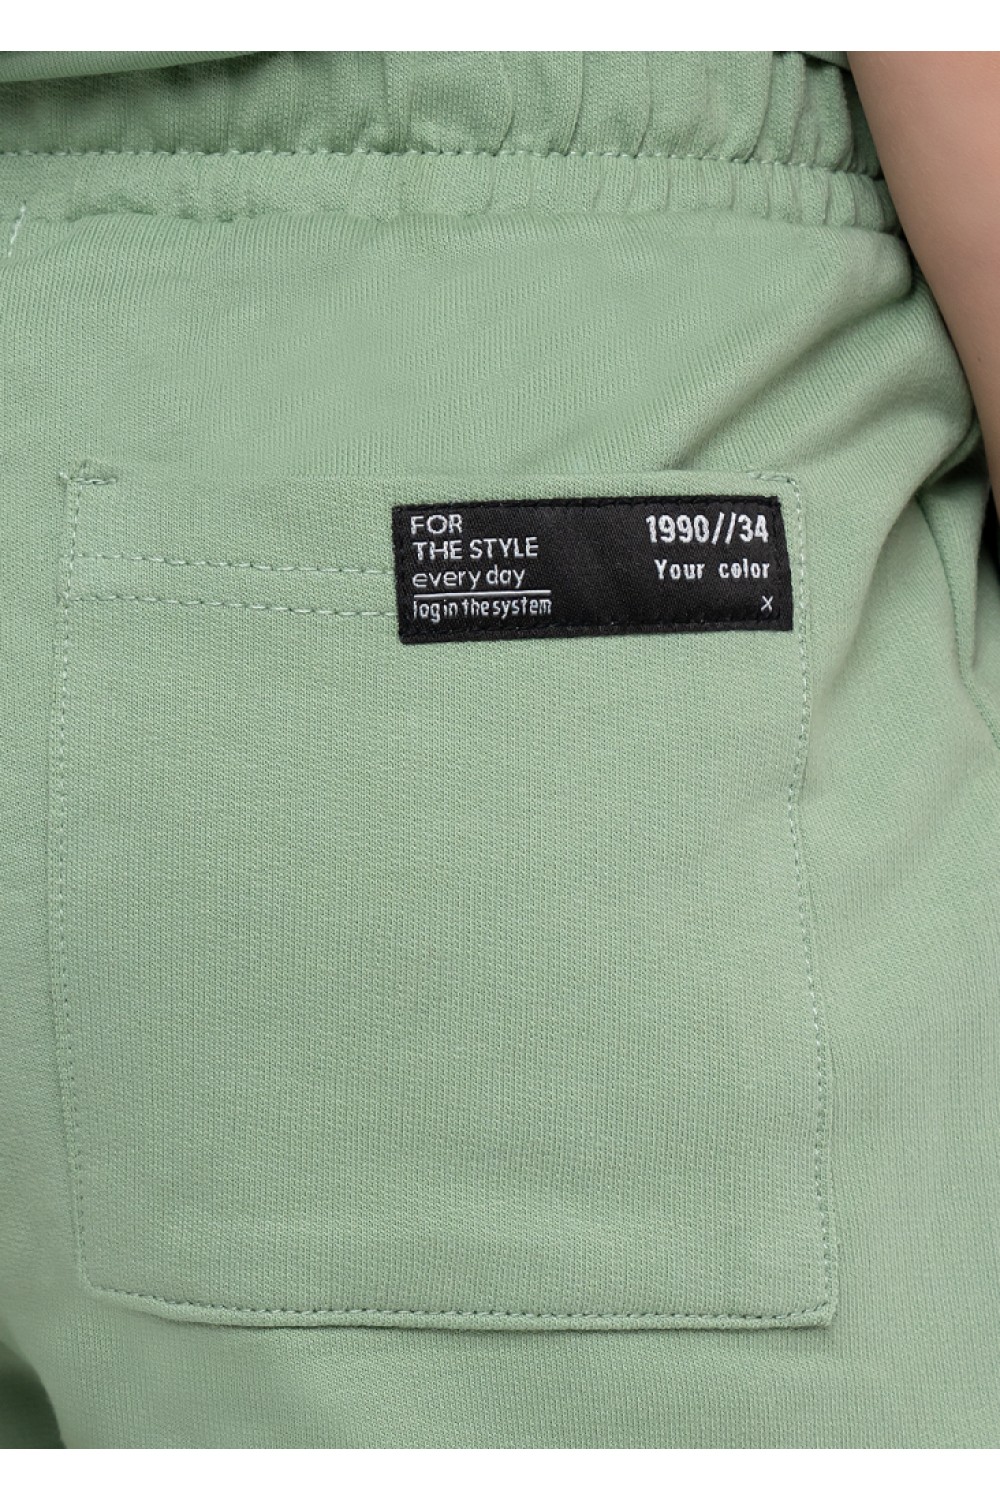 FOR
THE STYLE
every day
log in the system
1990//34
Your color
x